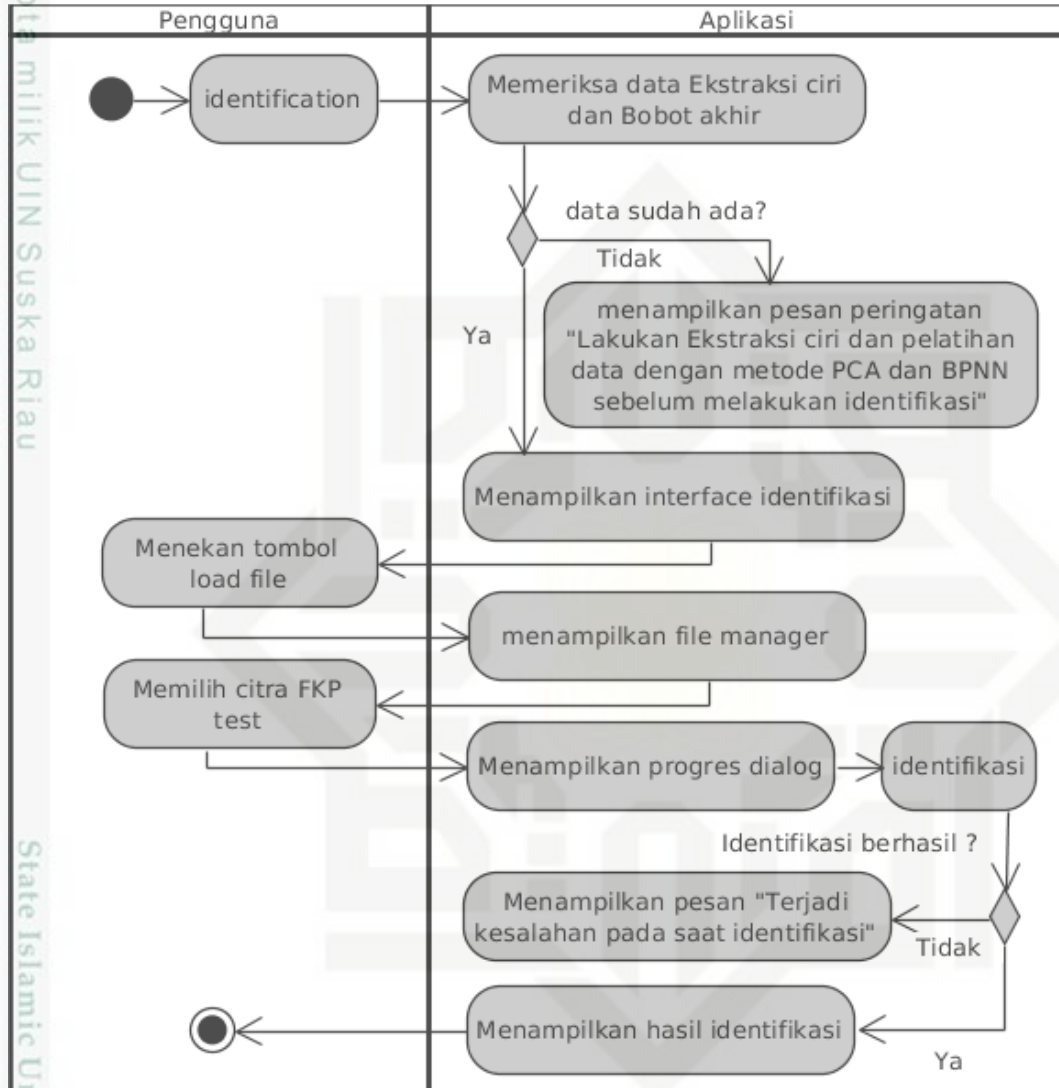 Pengguna
Aplikasi
identification
Memeriksa data Ekstraksi ciri
dan Bobot akhir
data sudah ada?
Tidak
menampilkan pesan peringatan
"Lakukan Ekstraksi ciri dan pelatihan
data dengan metode PCA dan BPNN
sebelum melakukan identifikasi"
Ya
Menampilkan interface identifikasi
Menekan tombol
load file
menampilkan file manager
Memilih citra FKP
test
Menampilkan progres dialog
identifikasi
Identifikasi berhasil ?
Menampilkan pesan "Terjadi
kesalahan pada saat identifikasi"
Tidak
Menampilkan hasil identifikasi
Ya
milik UIN Suska Riau
State Islamic